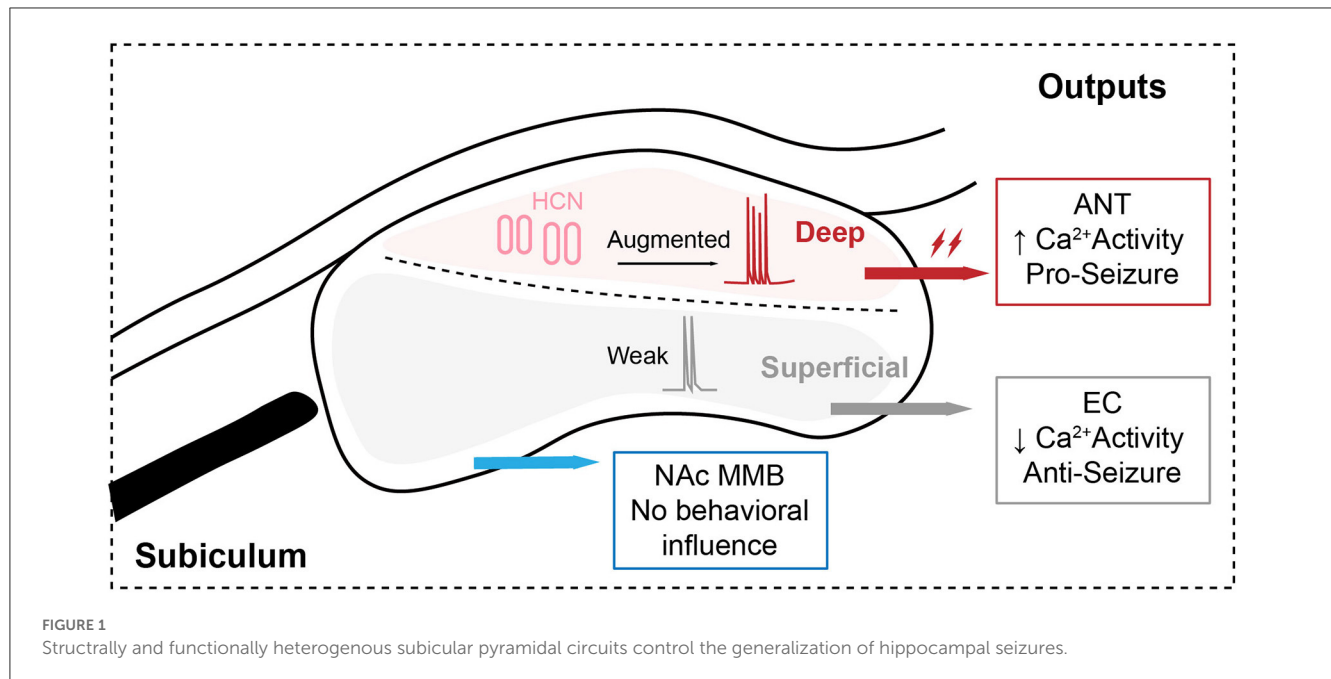 Outputs
HCN
Augmented
Deep
ANT
↑ Ca²⁺Activity
Pro-Seizure
Weak
Superficial
EC
↓ Ca²⁺Activity
Anti-Seizure
NAc MMB
No behavioral
influence
Subiculum
FIGURE 1
Structrally and functionally heterogenous subicular pyramidal circuits control the generalization of hippocampal seizures.